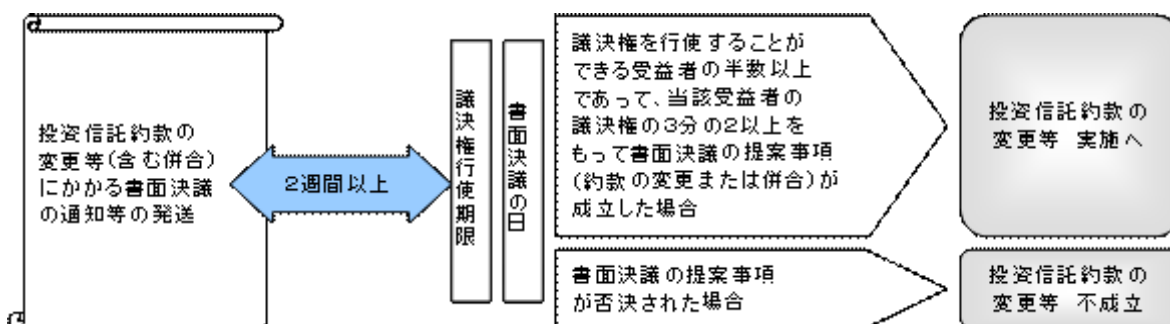 投資信託約款の
変更等(含む併合)
にかかる書面決議
の通知等の発送
2週間以上
議決権行使期限
書面決議の日
議決権を行使することが
できる受益者の半数以上
であって、当該受益者の
議決権の3分の2以上を
もって書面決議の提案事項
(約款の変更または併合)が
成立した場合
投資信託約款の
変更等 実施へ
書面決議の提案事項
が否決された場合
投資信託約款の
変更等 不成立